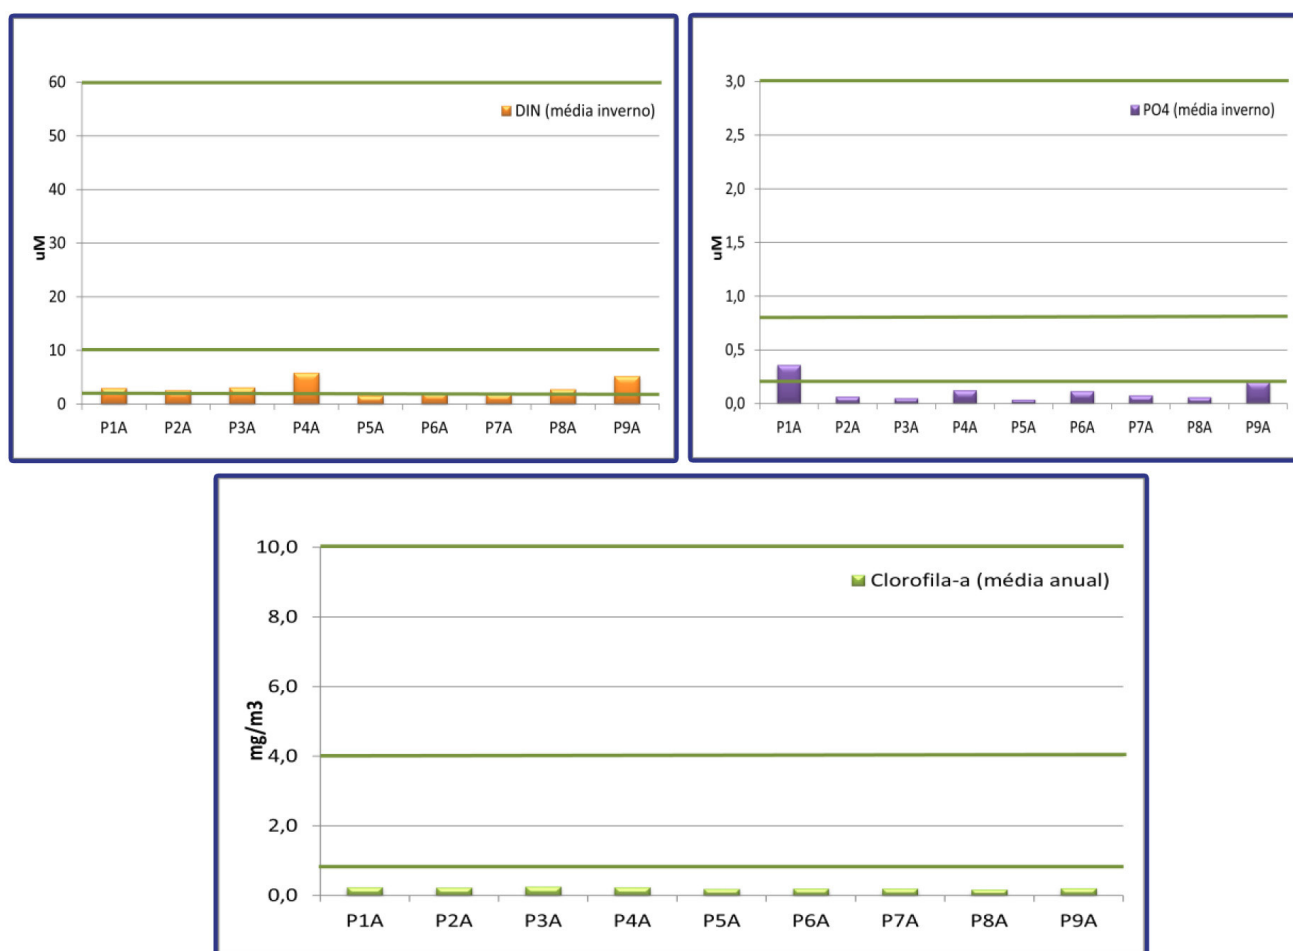 60
DIN (média inverno)
50
40
uM
30
20
10
0
P1A P2A P3A P4A P5A P6A P7A P8A P9A
3,0
PO4 (média inverno)
2,5
2,0
uM
1,5
1,0
0,5
0,0
P1A P2A P3A P4A P5A P6A P7A P8A P9A
10,0
Clorofila-a (média anual)
8,0
6,0
mg/m3
4,0
2,0
0,0
P1A P2A P3A P4A P5A P6A P7A P8A P9A